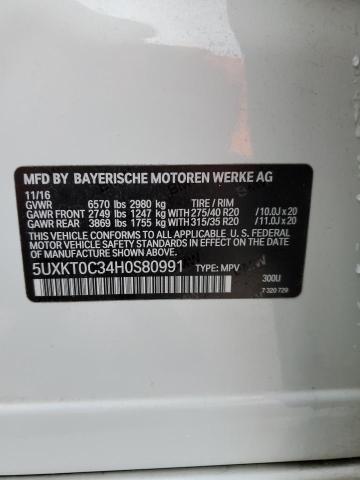 MFD BY BAYERISCHE MOTOREN WERKE AG
11/16
GVWR 6570 lbs 2980 kg TIRE / RIM
GAWR FRONT 2749 lbs 1247 kg WITH 275/40 R20 /10.0J x 20
GAWR REAR 3869 lbs 1755 kg WITH 315/35 R20 /11.0J x 20
THIS VEHICLE CONFORMS TO ALL APPLICABLE U. S. FEDERAL
MOTOR VEHICLE SAFETY STANDARDS IN EFFECT ON THE
DATE OF MANUFACTURE SHOWN ABOVE.
5UXKT0C34H0S80991 TYPE: MPV
300U
7 320 729